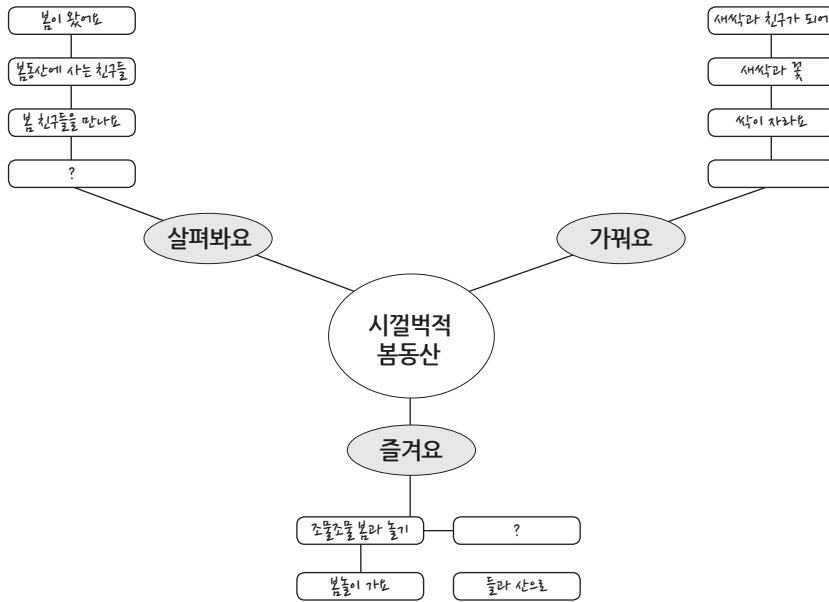 봄이 왔어요
봄동산에 사는 친구들
봄 친구들을 만나요
?
살펴봐요
새싹과 친구가 되어
새싹과 꽃
싹이 자라요
가꿔요
시껄벅적
봄동산
즐겨요
조물조물 봄과 놀기
?
봄놀이 가요
들과 산으로